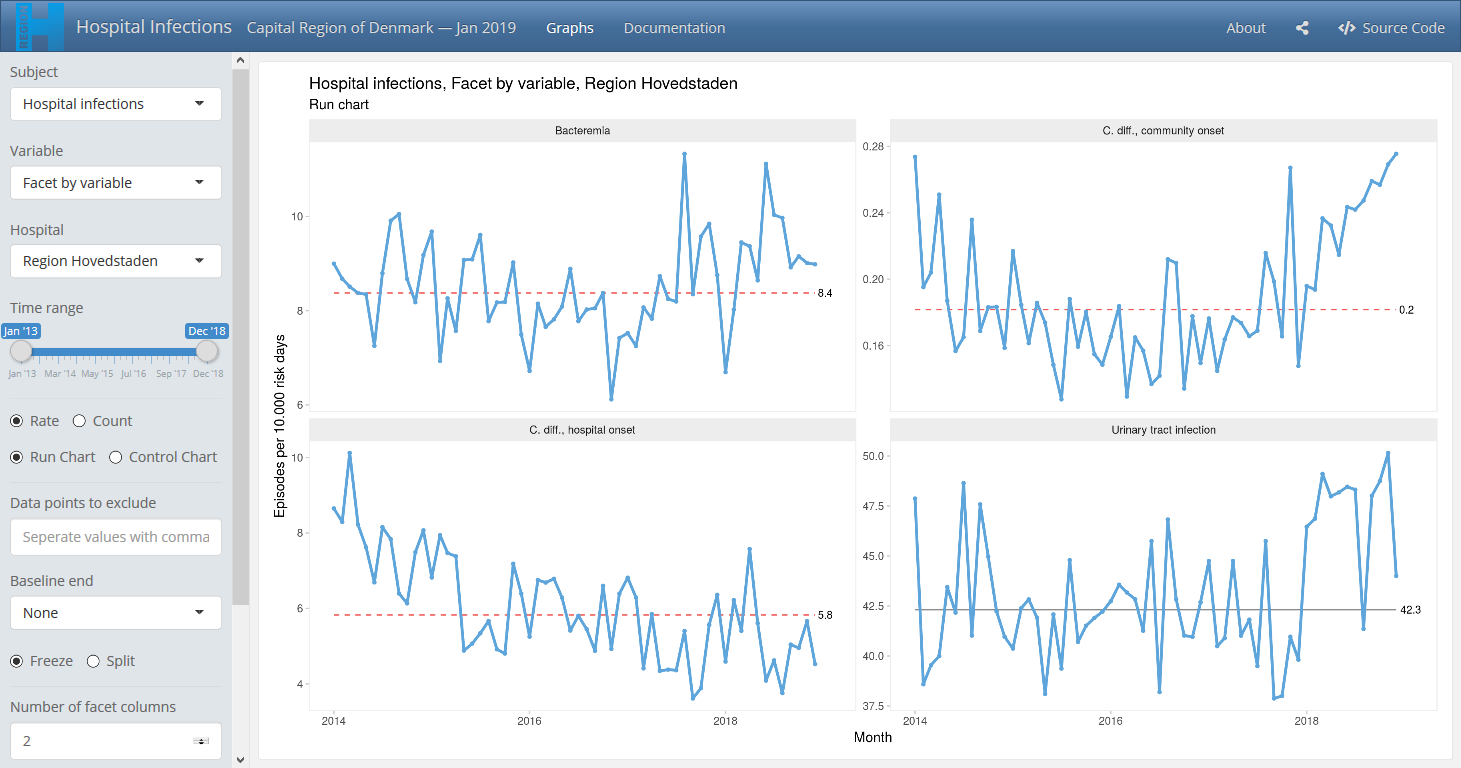 REGION
Hospital Infections
Capital Region of Denmark — Jan 2019
Graphs
Documentation
About
Source Code
Subject
Hospital infections
Variable
Facet by variable
Hospital
Region Hovedstaden
Time range
Jan '13
Dec '18
Jan '13 Mar '14 May '15 Jul '16 Sep '17 Dec '18
Rate Count
Run Chart Control Chart
Data points to exclude
Seperate values with comma
Baseline end
None
Freeze Split
Number of facet columns
2
Hospital infections, Facet by variable, Region Hovedstaden
Run chart
Episodes per 10.000 risk days
Bacteremia
10
8
6
8.4
C. diff., community onset
0.28
0.24
0.20
0.16
0.2
C. diff., hospital onset
10
8
6
4
5.8
2014 2016 2018
Urinary tract infection
50.0
47.5
45.0
42.5
40.0
37.5
42.3
2014 2016 2018
Month